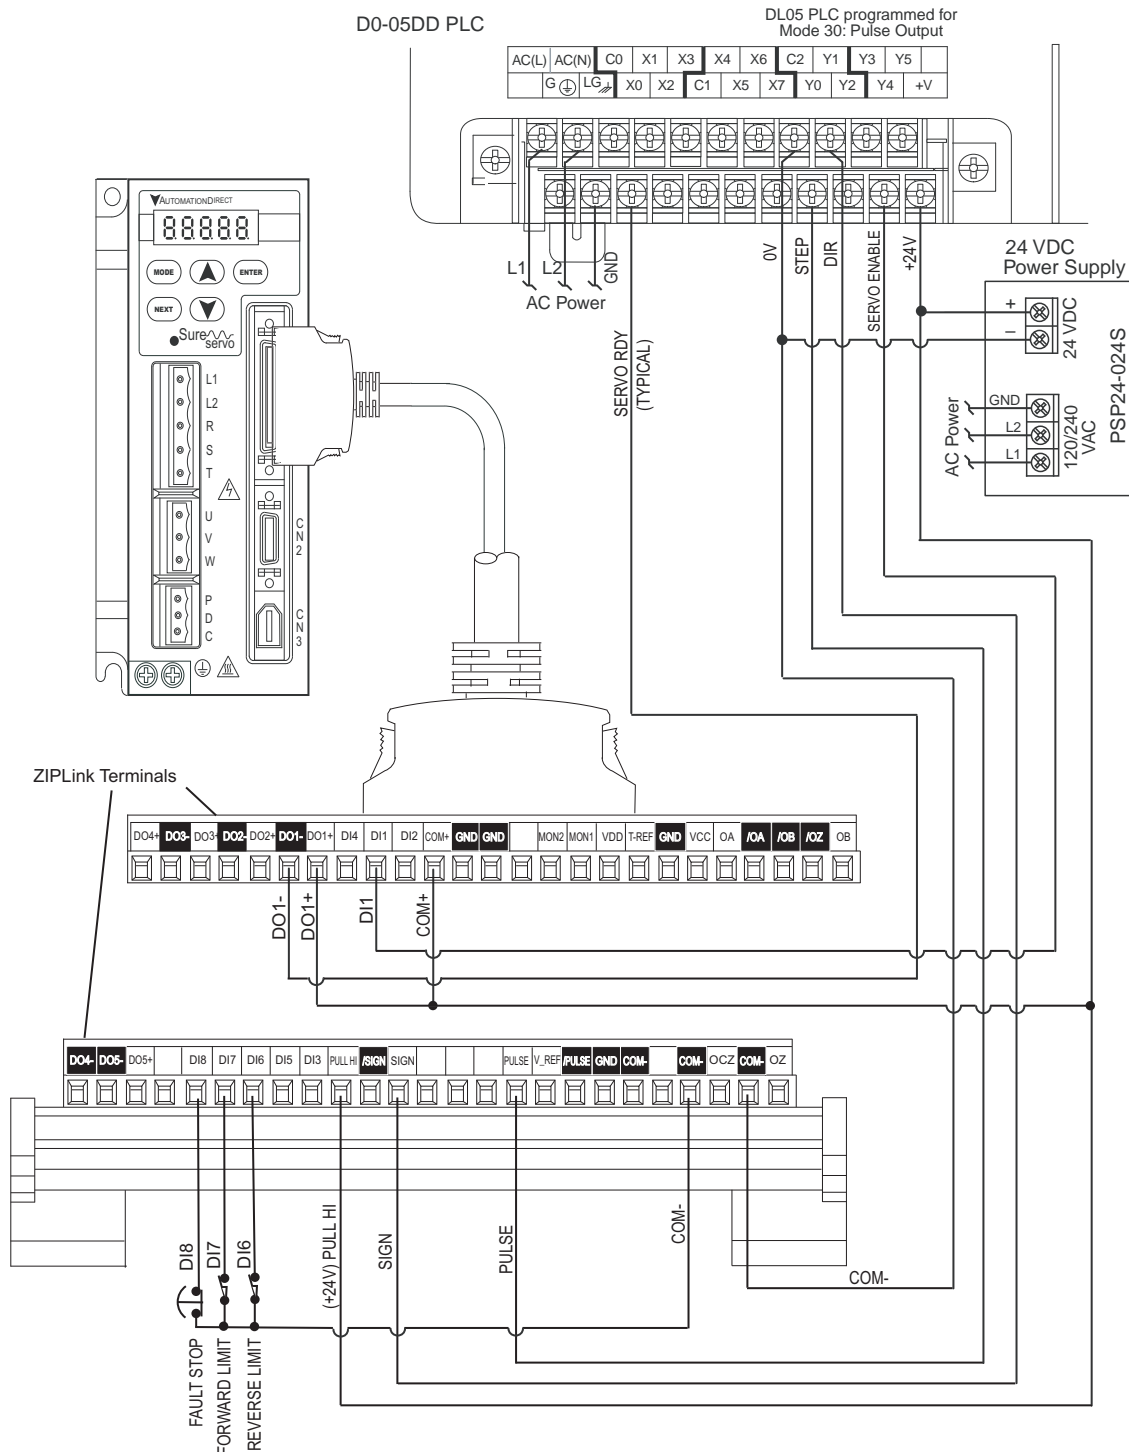 D0-05DD PLC
DL05 PLC programmed for
Mode 30: Pulse Output
AC(L) AC(N) C0 X1 X3 X4 X6 C2 Y1 Y3 Y5
G LG X0 X2 C1 X5 X7 Y0 Y2 Y4 +V
L1 L2 GND
AC Power
SERVO RDY
(TYPICAL)
0V
STEP
DIR
SERVO ENABLE
+24V
24 VDC
Power Supply
+
–
24 VDC
GND
L2
L1
AC Power
120/240
VAC
PSP24-024S
AUTOMATIONDIRECT
88888
MODE
ENTER
NEXT
Sure
servo
L1
L2
R
S
T
U
V
W
P
D
C
CN2
CN3
ZIPLink Terminals
DO4+ DO3- DO3+ DO2- DO2+ DO1- DO1+ DI4 DI1 DI2 COM+ GND GND MON2 MON1 VDD T-REF GND VCC OA /OA /OB /OZ OB
DO1-
DO1+
DI1
COM+
DO4- DO5- DO5+ DI8 DI7 DI6 DI5 DI3 PULL HI /SIGN SIGN PULSE V_REF /PULSE GND COM- COM- OCZ COM- OZ
DI8
DI7
DI6
(+24V) PULL HI
SIGN
PULSE
COM-
COM-
FAULT STOP
FORWARD LIMIT
REVERSE LIMIT